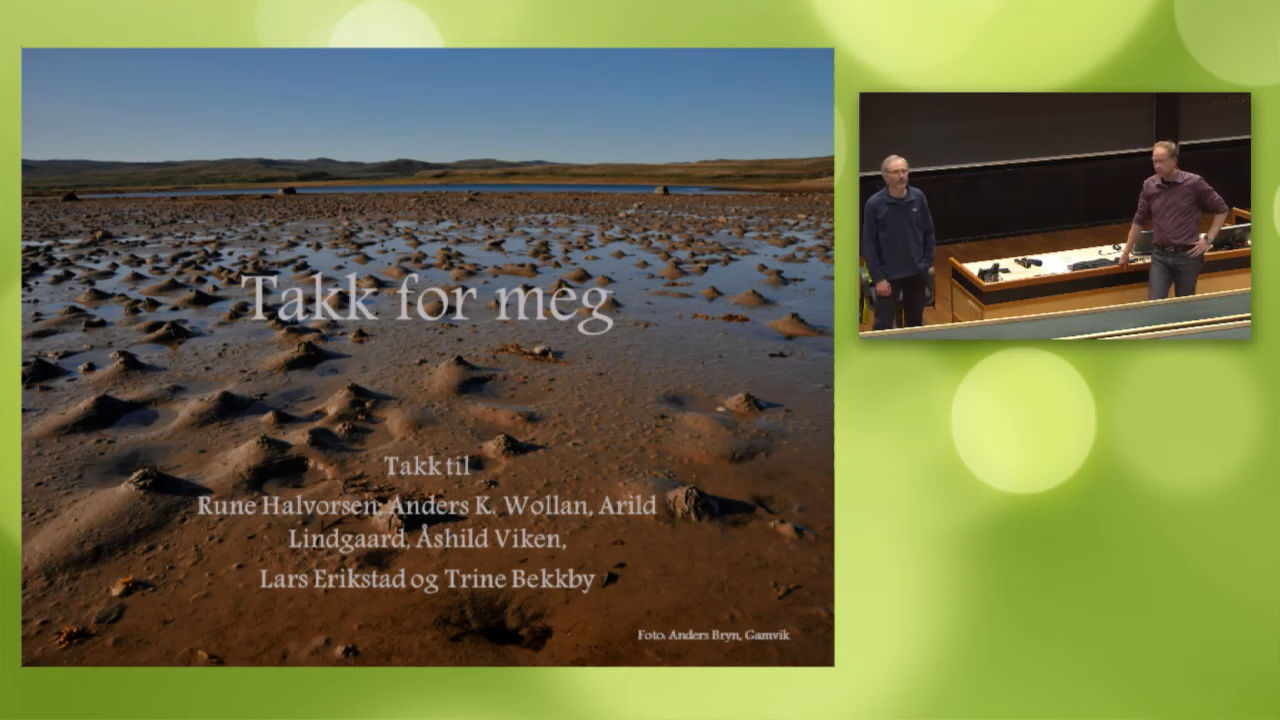 Takk for meg
Takk til
Rune Halvorsen, Anders K. Wollan, Arild
Lindgaard, Åshild Viken,
Lars Erikstad og Trine Bekkby
Foto: Anders Bryn, Gamvik